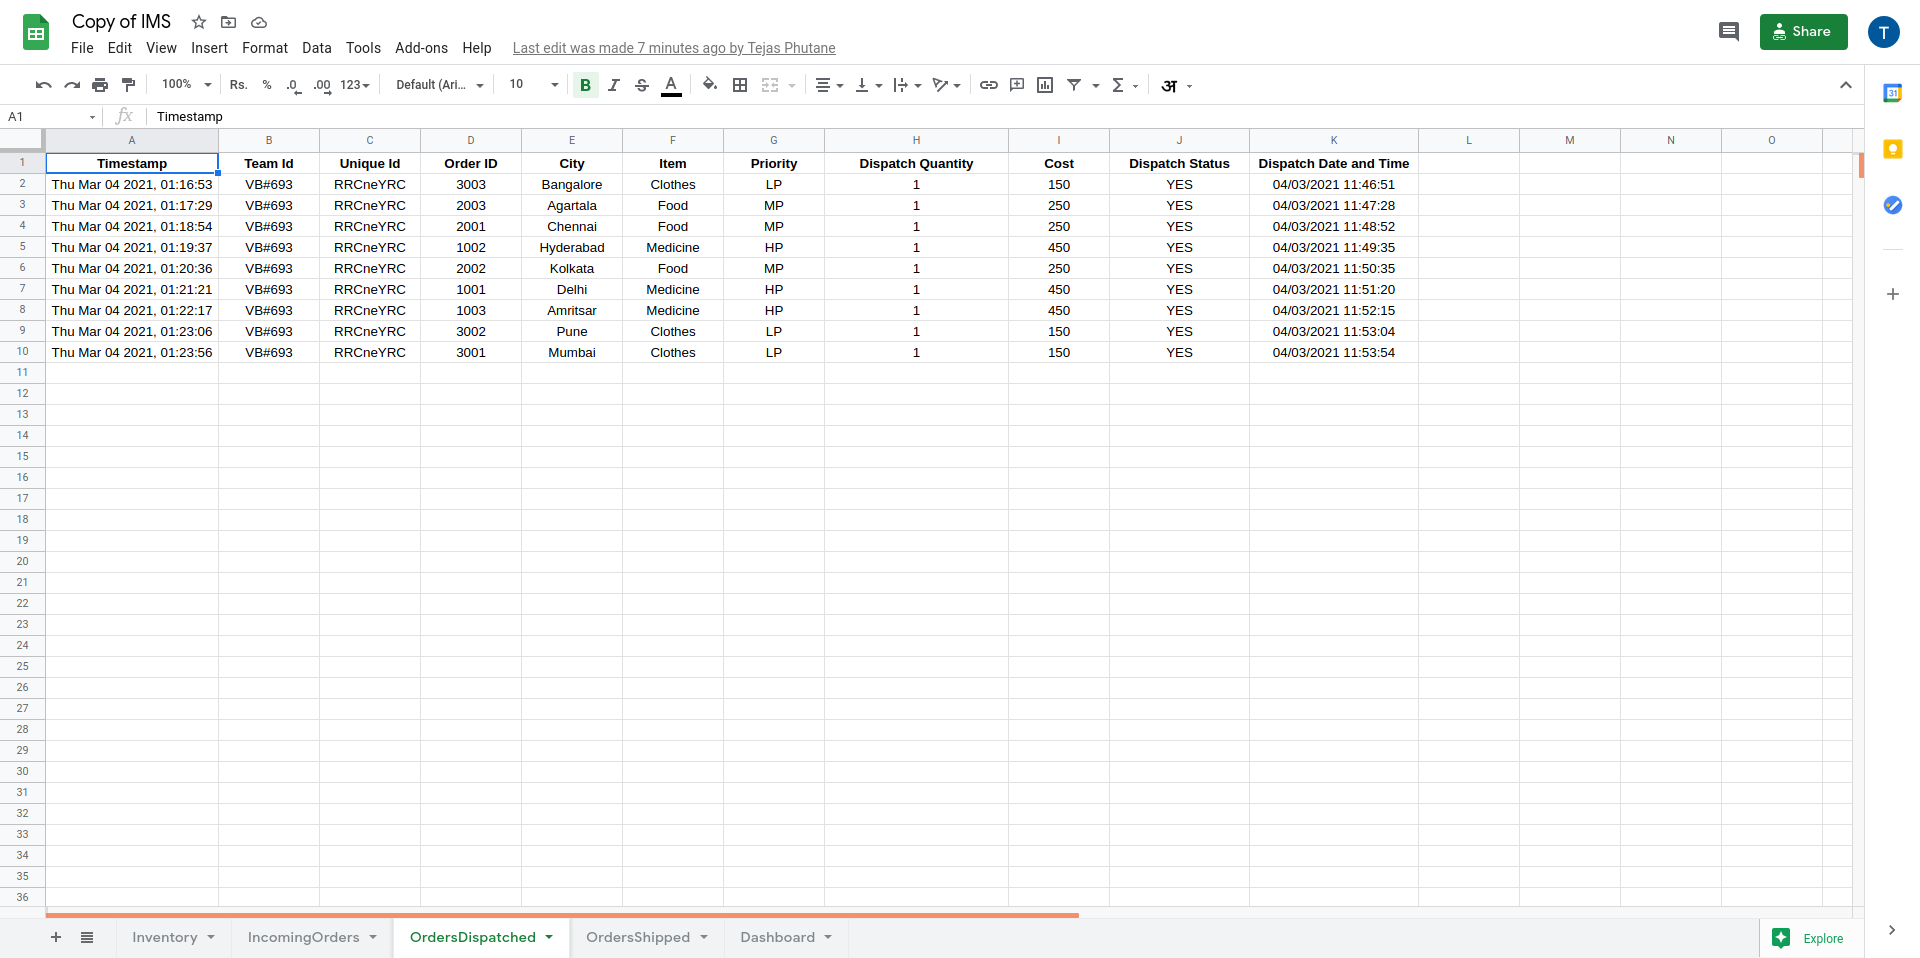 Copy of IMS
File Edit View Insert Format Data Tools Add-ons Help Last edit was made 7 minutes ago by Tejas Phutane
Share
T
100% Rs. % .0 .00 123 Default (Ari... 10 B I S A Σ अ
31
A1 fx Timestamp
A B C D E F G H I J K L M N O
1 Timestamp Team Id Unique Id Order ID City Item Priority Dispatch Quantity Cost Dispatch Status Dispatch Date and Time
2 Thu Mar 04 2021, 01:16:53 VB#693 RRCneYRC 3003 Bangalore Clothes LP 1 150 YES 04/03/2021 11:46:51
3 Thu Mar 04 2021, 01:17:29 VB#693 RRCneYRC 2003 Agartala Food MP 1 250 YES 04/03/2021 11:47:28
4 Thu Mar 04 2021, 01:18:54 VB#693 RRCneYRC 2001 Chennai Food MP 1 250 YES 04/03/2021 11:48:52
5 Thu Mar 04 2021, 01:19:37 VB#693 RRCneYRC 1002 Hyderabad Medicine HP 1 450 YES 04/03/2021 11:49:35
6 Thu Mar 04 2021, 01:20:36 VB#693 RRCneYRC 2002 Kolkata Food MP 1 250 YES 04/03/2021 11:50:35
7 Thu Mar 04 2021, 01:21:21 VB#693 RRCneYRC 1001 Delhi Medicine HP 1 450 YES 04/03/2021 11:51:20
8 Thu Mar 04 2021, 01:22:17 VB#693 RRCneYRC 1003 Amritsar Medicine HP 1 450 YES 04/03/2021 11:52:15
9 Thu Mar 04 2021, 01:23:06 VB#693 RRCneYRC 3002 Pune Clothes LP 1 150 YES 04/03/2021 11:53:04
10 Thu Mar 04 2021, 01:23:56 VB#693 RRCneYRC 3001 Mumbai Clothes LP 1 150 YES 04/03/2021 11:53:54
11
12
13
14
15
16
17
18
19
20
21
22
23
24
25
26
27
28
29
30
31
32
33
34
35
36
Inventory IncomingOrders OrdersDispatched OrdersShipped Dashboard Explore